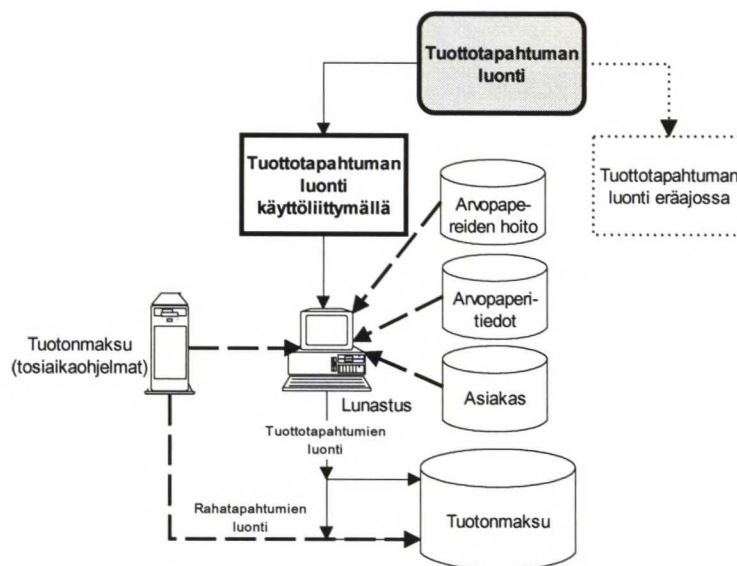 Tuottotapahtuman
luonti
Tuottotapahtuman
luonti
käyttöliittymällä
Tuottotapahtuman
luonti eräajossa
Arvopape-
reiden hoito
Arvopaperi-
tiedot
Tuotonmaksu
(tosiaikaohjelmat)
Asiakas
Lunastus
Tuottotapahtumien
luonti
Rahatapahtumien
luonti
Tuotonmaksu